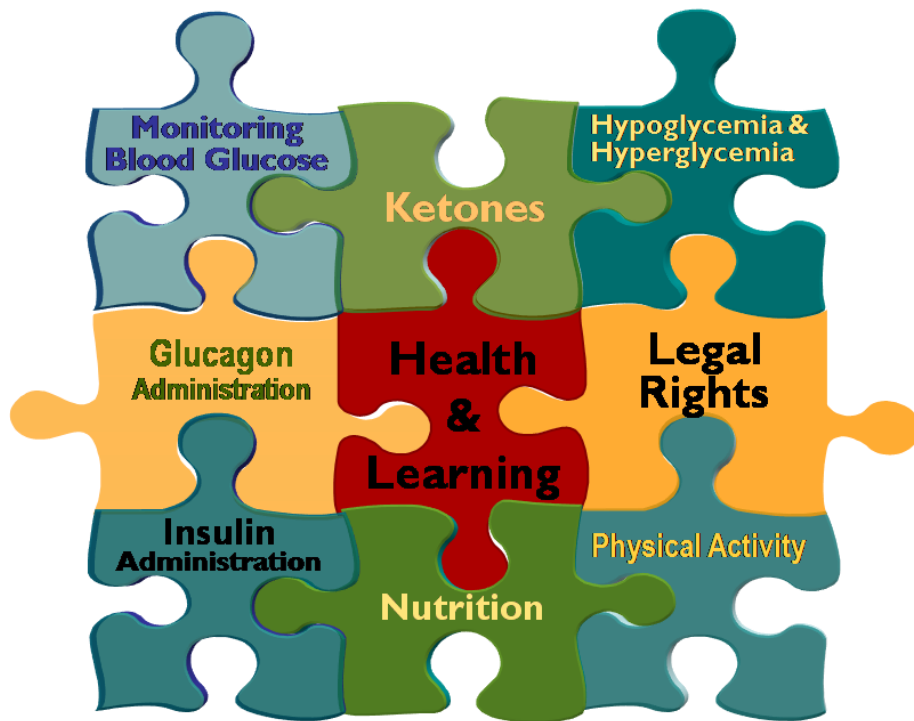 Monitoring
Blood Glucose
Ketones
Hypoglycemia &
Hyperglycemia
Glucagon
Administration
Health
&
Learning
Legal
Rights
Insulin
Administration
Nutrition
Physical Activity